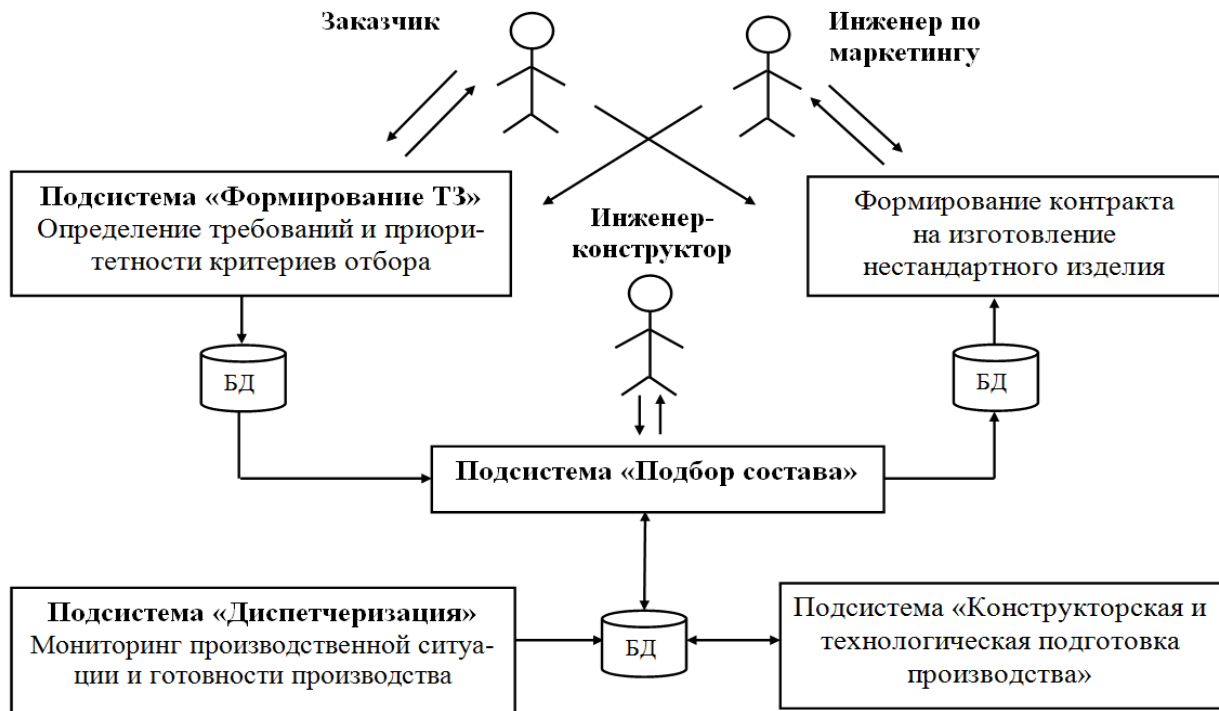 Заказчик
Инженер по
маркетингу
Подсистема «Формирование ТЗ»
Определение требований и приори-
тетности критериев отбора
Инженер-
конструктор
Формирование контракта
на изготовление
нестандартного изделия
БД
БД
Подсистема «Подбор состава»
Подсистема «Диспетчеризация»
Мониторинг производственной ситуа-
ции и готовности производства
БД
Подсистема «Конструкторская и
технологическая подготовка
производства»